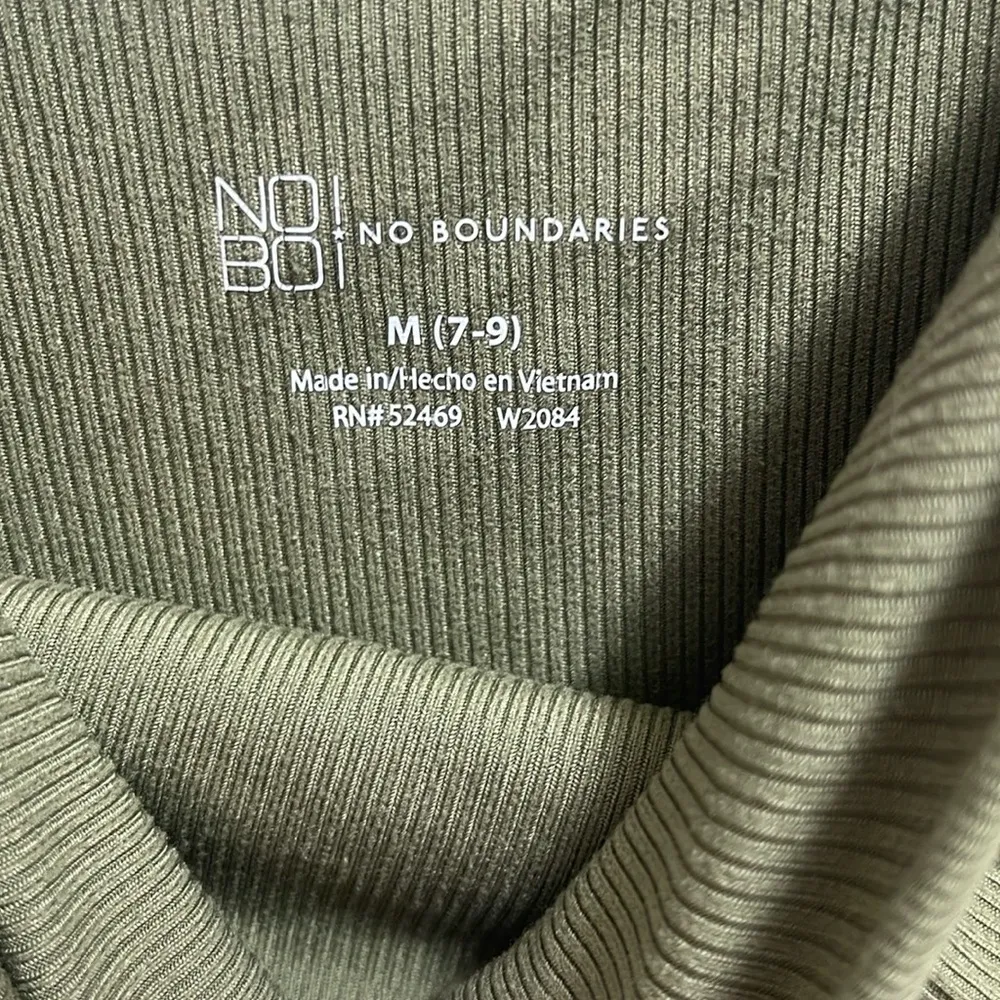 NO!
BO¡ NO BOUNDARIES
M (7-9)
Made in/Hecho en Vietnam
RN# 52469 W2084